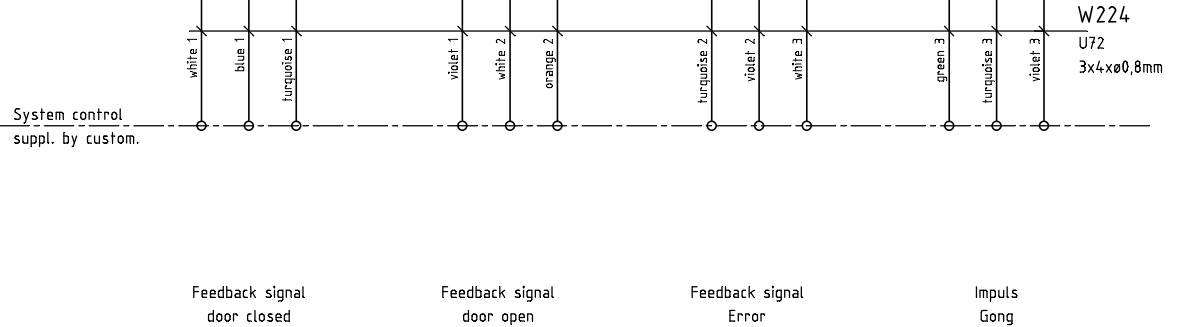 W224
U72
3x4xø0,8mm
white 1
blue 1
turquoise 1
violet 1
white 2
orange 2
turquoise 2
violet 2
white 3
green 3
turquoise 3
violet 3
System control
suppl. by custom.
Feedback signal
door closed
Feedback signal
door open
Feedback signal
Error
Impuls
Gong